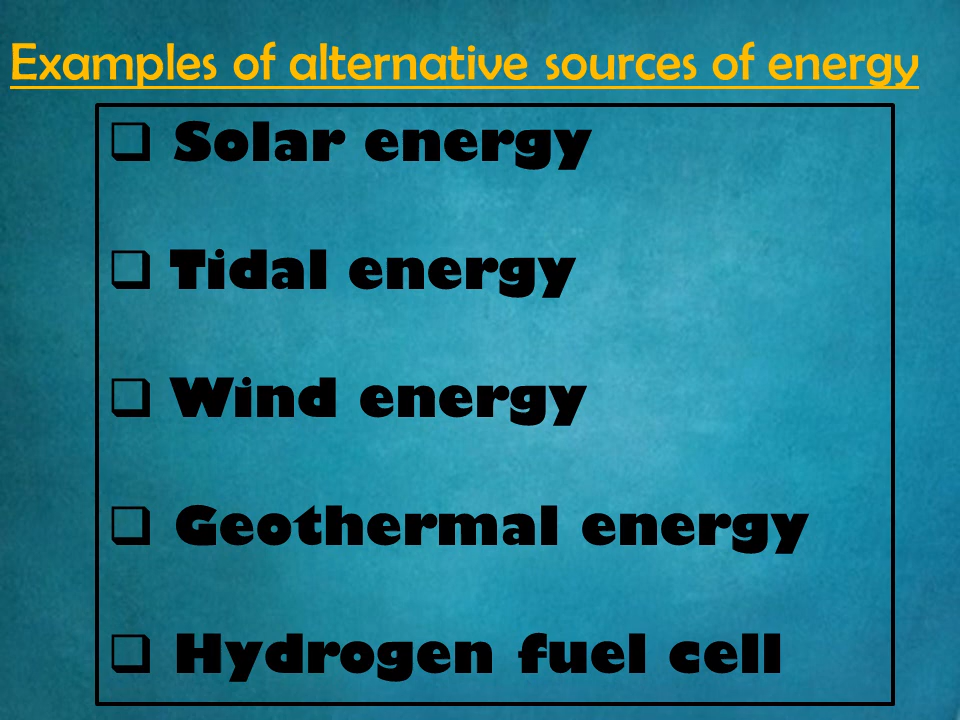 Examples of alternative sources of energy
❑ Solar energy
❑ Tidal energy
❑ Wind energy
❑ Geothermal energy
❑ Hydrogen fuel cell